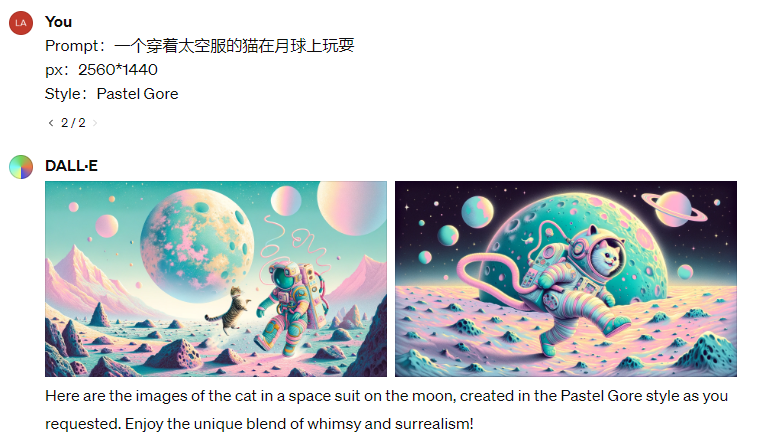 LA
You
Prompt：一个穿着太空服的猫在月球上玩耍
px：2560*1440
Style：Pastel Gore
2 / 2
DALL·E
Here are the images of the cat in a space suit on the moon, created in the Pastel Gore style as you
requested. Enjoy the unique blend of whimsy and surrealism!